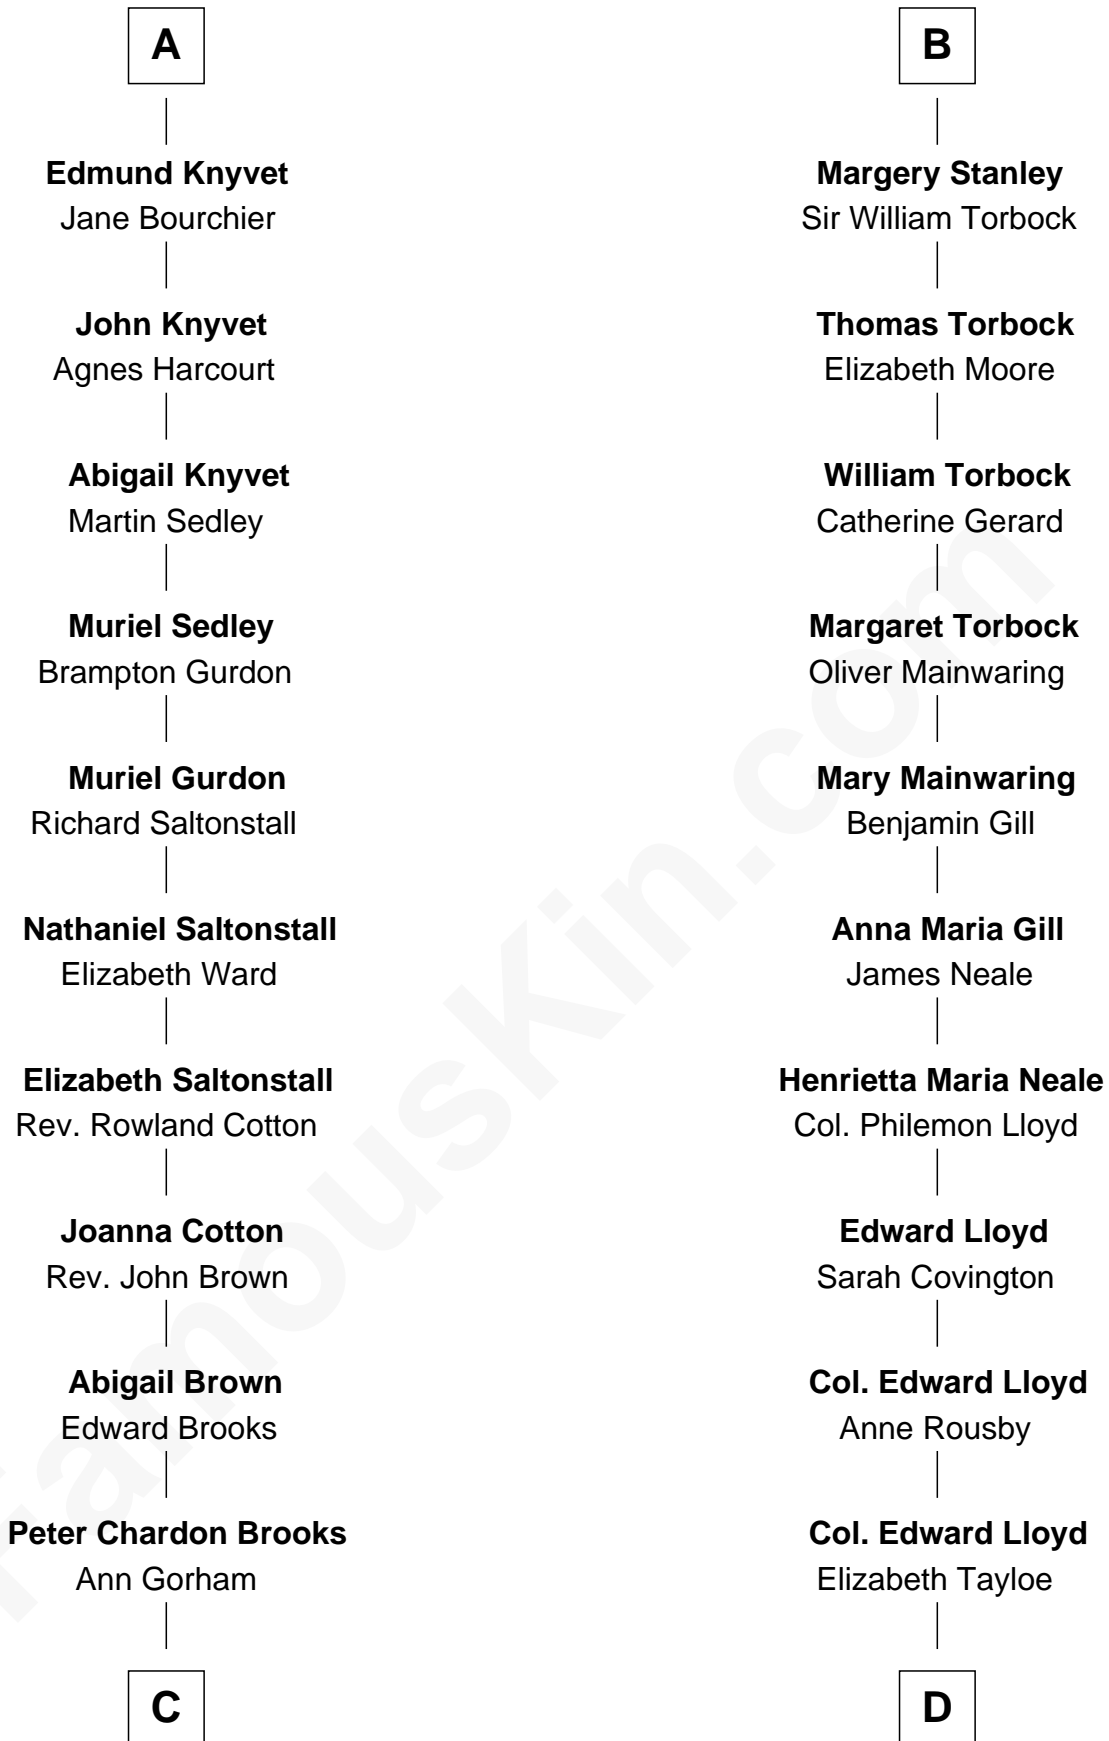 A
Edmund Knyvet
Jane Bourchier
John Knyvet
Agnes Harcourt
Abigail Knyvet
Martin Sedley
Muriel Sedley
Brampton Gurdon
Muriel Gurdon
Richard Saltonstall
Nathaniel Saltonstall
Elizabeth Ward
Elizabeth Saltonstall
Rev. Rowland Cotton
Joanna Cotton
Rev. John Brown
Abigail Brown
Edward Brooks
Peter Chardon Brooks
Ann Gorham
C
B
Margery Stanley
Sir William Torbock
Thomas Torbock
Elizabeth Moore
William Torbock
Catherine Gerard
Margaret Torbock
Oliver Mainwaring
Mary Mainwaring
Benjamin Gill
Anna Maria Gill
James Neale
Henrietta Maria Neale
Col. Philemon Lloyd
Edward Lloyd
Sarah Covington
Col. Edward Lloyd
Anne Rousby
Col. Edward Lloyd
Elizabeth Tayloe
D
FamousKin.com